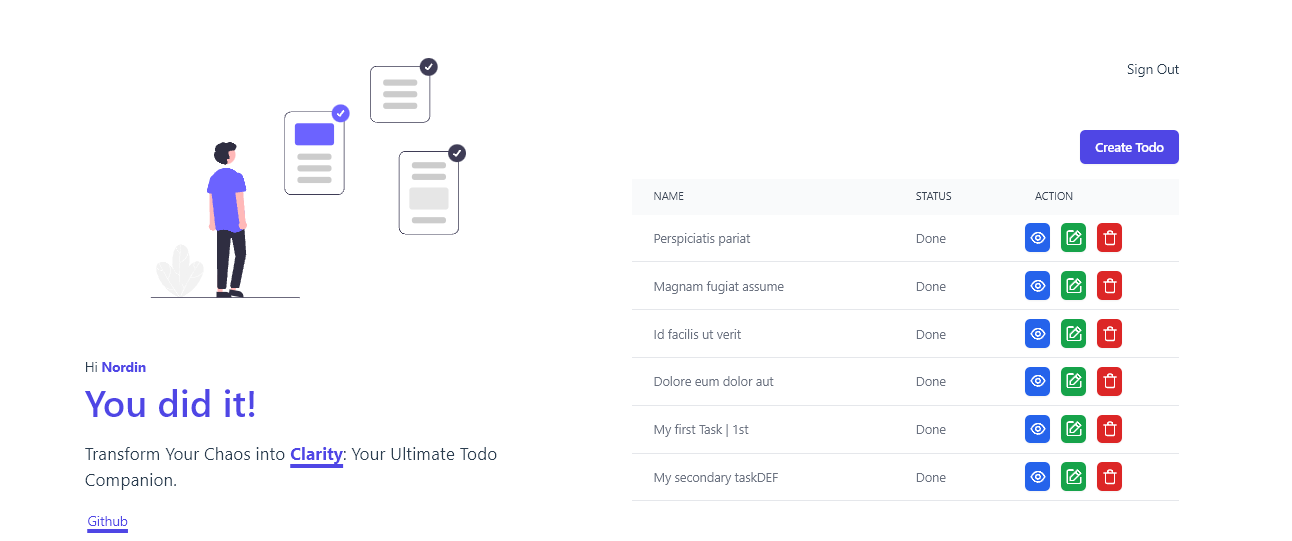 Sign Out
Create Todo
NAME STATUS ACTION
Perspiciatis pariat Done
Magnam fugiat assume Done
Id facilis ut verit Done
Dolore eum dolor aut Done
My first Task | 1st Done
My secondary taskDEF Done
Hi Nordin
You did it!
Transform Your Chaos into Clarity: Your Ultimate Todo
Companion.
Github